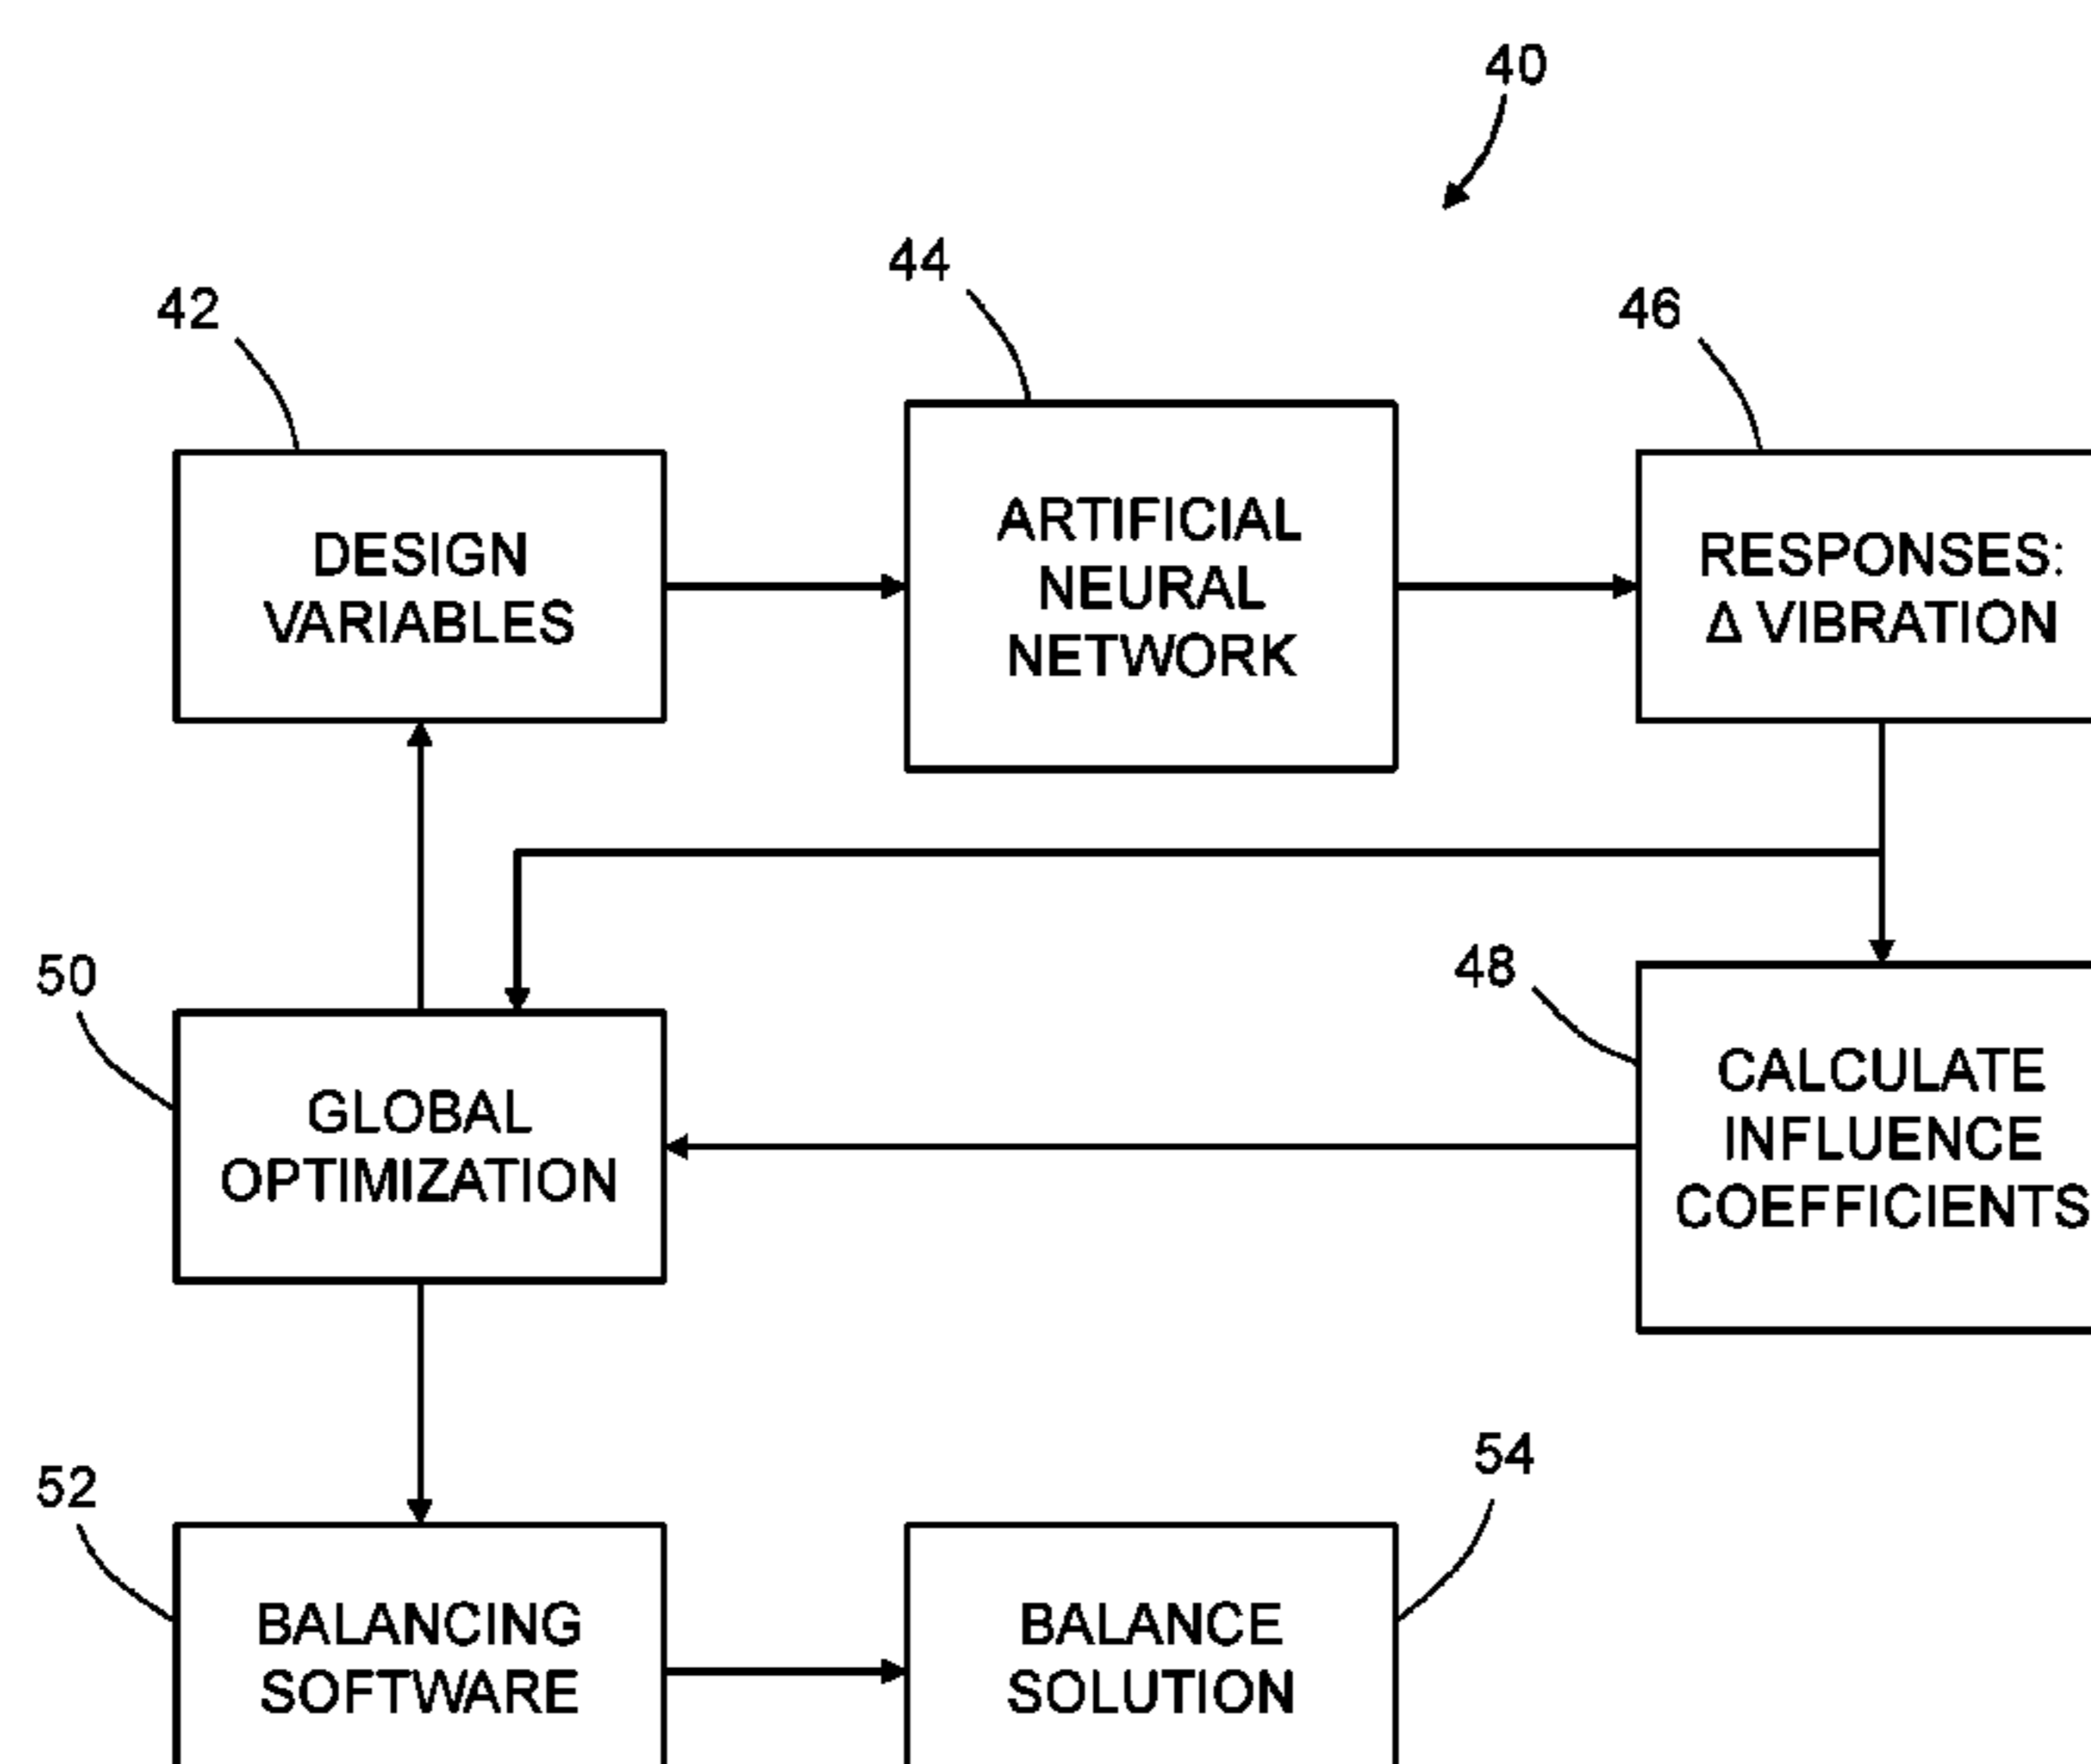 40
44
42
46
DESIGN
VARIABLES
ARTIFICIAL
NEURAL
NETWORK
RESPONSES:
Δ VIBRATION
50
48
GLOBAL
OPTIMIZATION
CALCULATE
INFLUENCE
COEFFICIENTS
52
54
BALANCING
SOFTWARE
BALANCE
SOLUTION